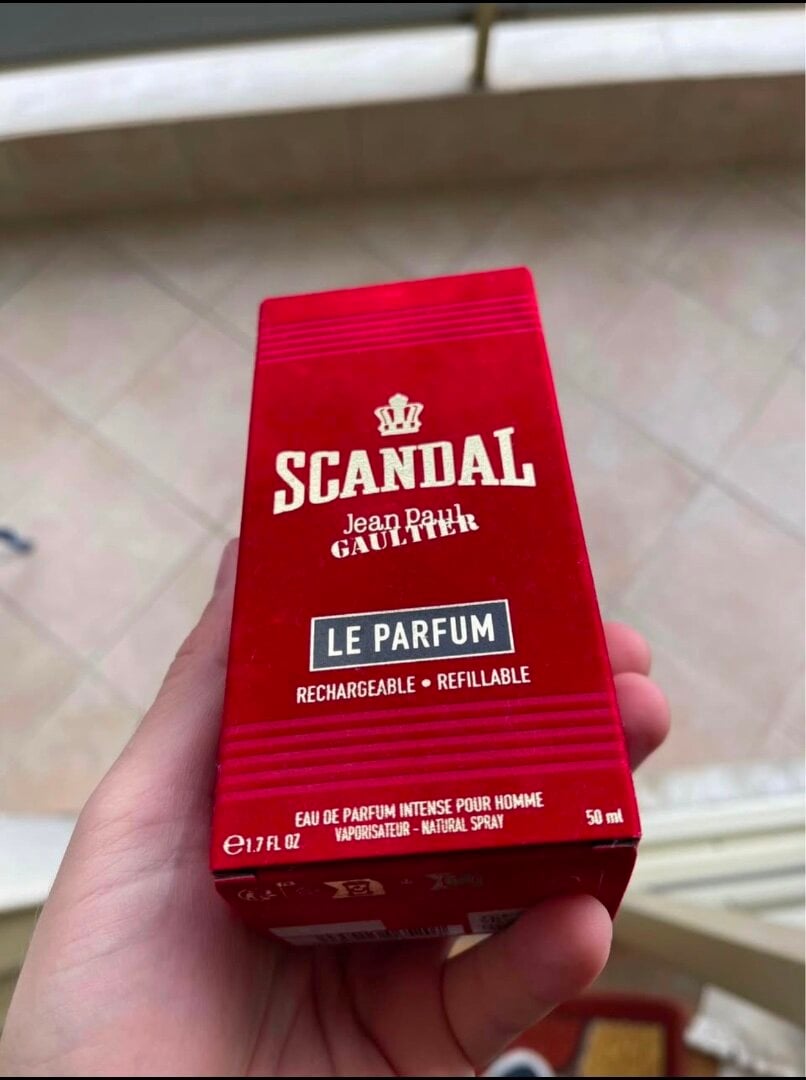 SCANDAL
Jean Paul
GAULTIER
LE PARFUM
RECHARGEABLE • REFILLABLE
EAU DE PARFUM INTENSE POUR HOMME
VAPORISATEUR - NATURAL SPRAY
℮1.7 FL OZ
50 ml